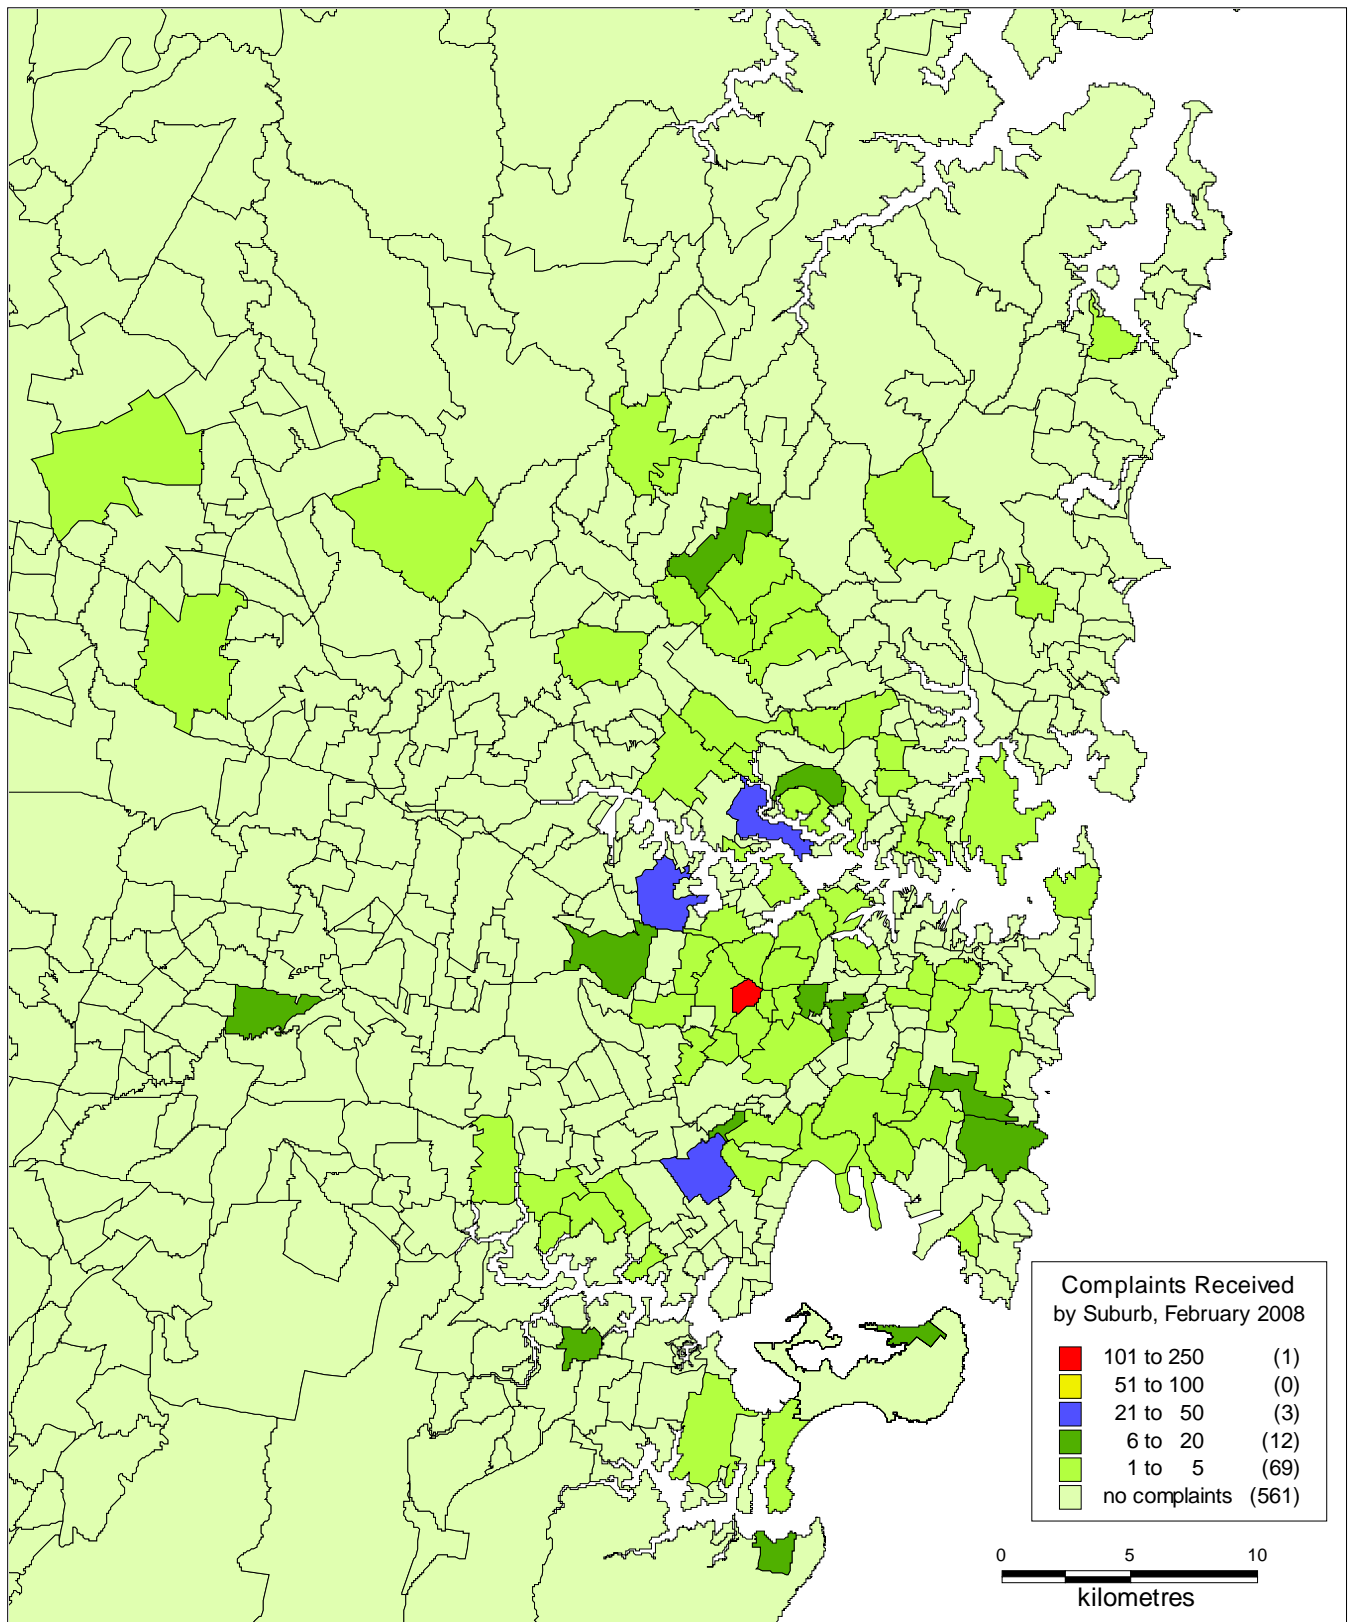 Complaints Received
by Suburb, February 2008
101 to 250 (1)
51 to 100 (0)
21 to 50 (3)
6 to 20 (12)
1 to 5 (69)
no complaints (561)
0 5 10
kilometres